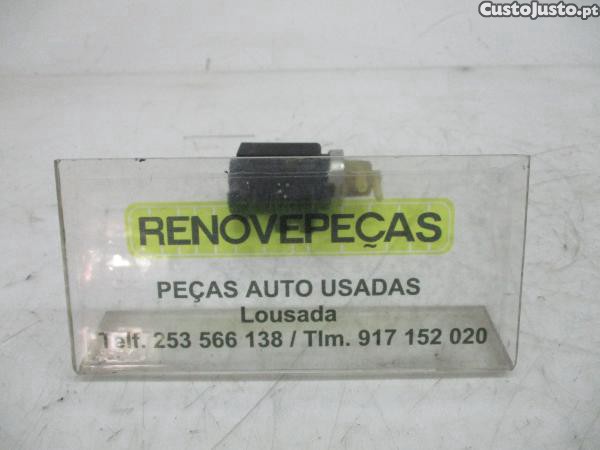 CustoJusto.pt
RENOVEPEÇAS
PEÇAS AUTO USADAS
Lousada
Telf. 253 566 138 / Tlm. 917 152 020